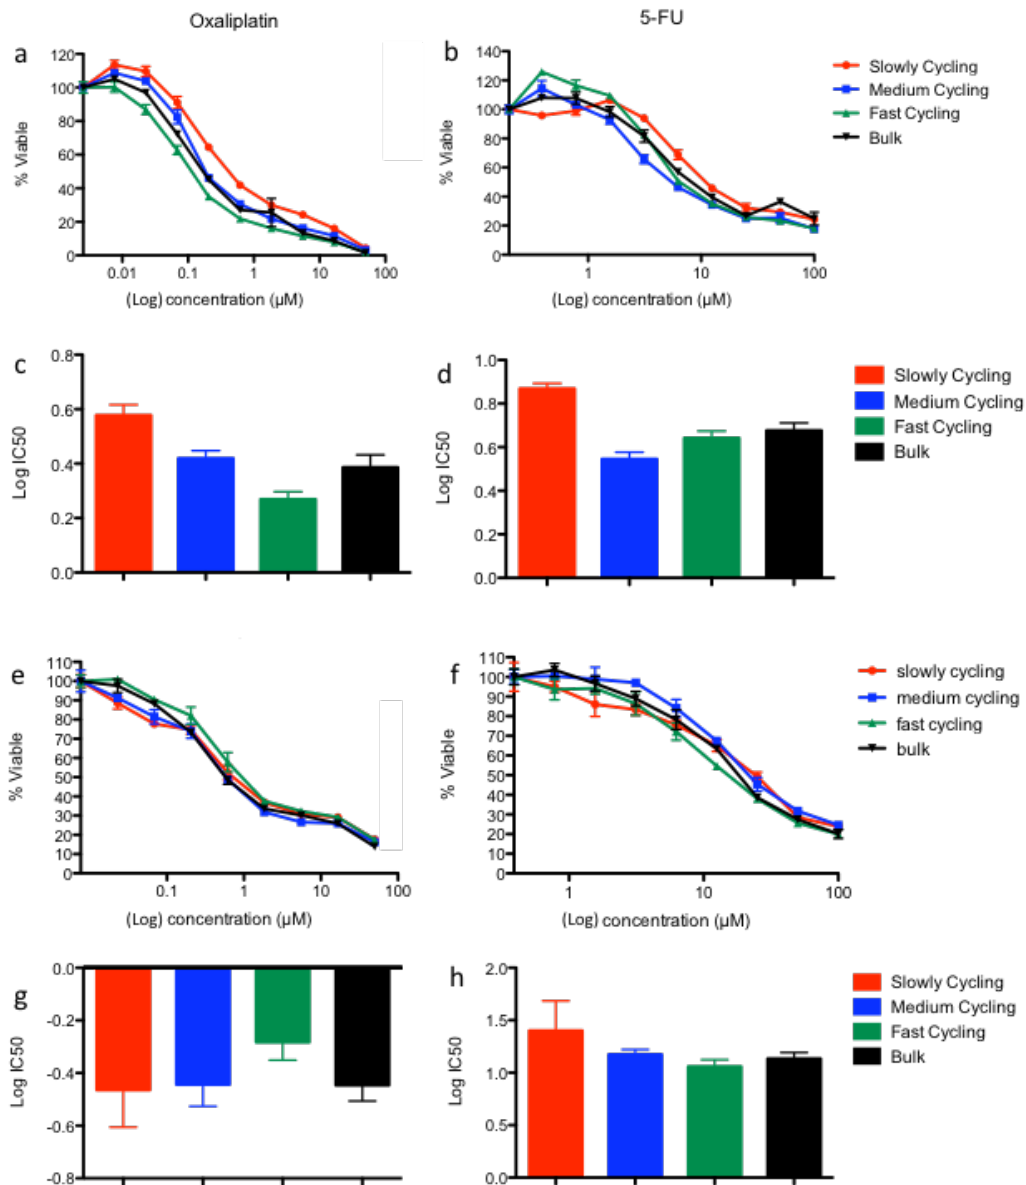 Oxaliplatin
5-FU
a
120
100
80
60
40
20
0
% Viable
0.01
0.1
1
10
100
(Log) concentration (µM)
b
140
120
100
80
60
40
20
0
% Viable
1
10
100
(Log) concentration (µM)
Slowly Cycling
Medium Cycling
Fast Cycling
Bulk
c
0.8
0.6
0.4
0.2
0.0
Log IC50
d
1.0
0.8
0.6
0.4
0.2
0.0
Log IC50
Slowly Cycling
Medium Cycling
Fast Cycling
Bulk
e
110
100
90
80
70
60
50
40
30
20
10
0
% Viable
0.1
1
10
100
(Log) concentration (µM)
f
110
100
90
80
70
60
50
40
30
20
10
0
% Viable
1
10
100
(Log) concentration (µM)
slowly cycling
medium cycling
fast cycling
bulk
g
0.0
-0.2
-0.4
-0.6
-0.8
Log IC50
h
2.0
1.5
1.0
0.5
0.0
Log IC50
Slowly Cycling
Medium Cycling
Fast Cycling
Bulk